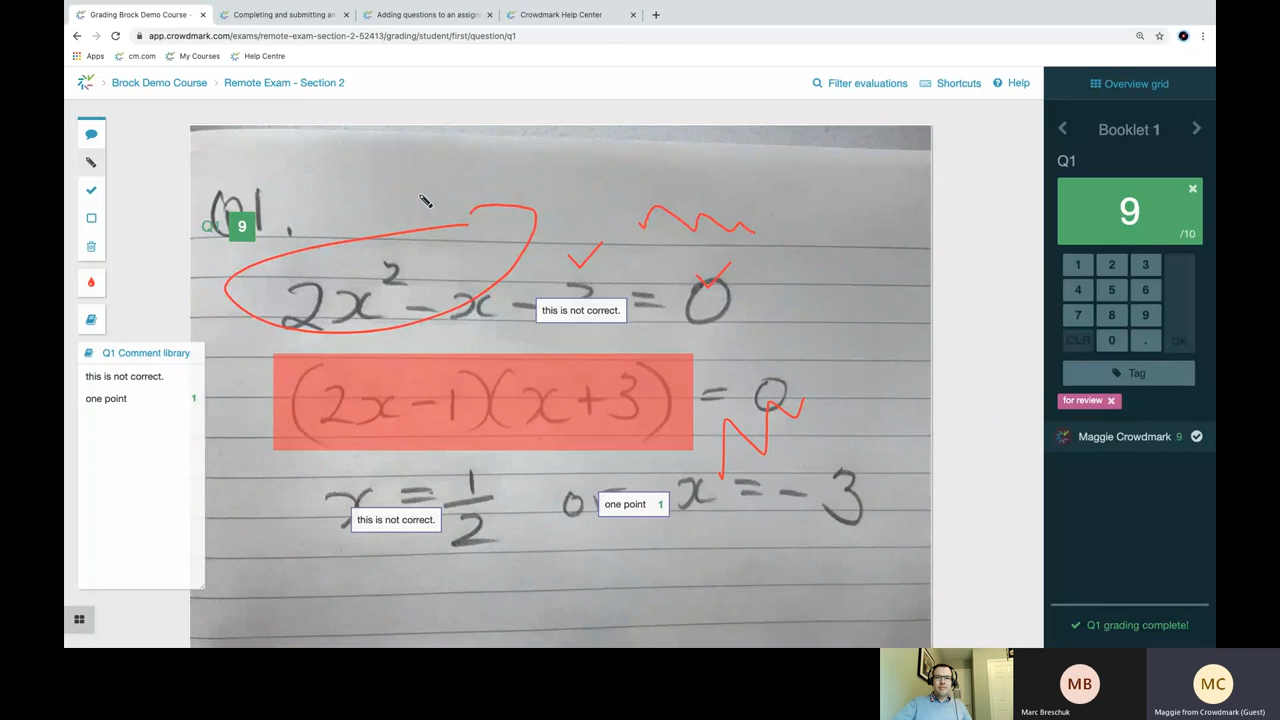 Grading Brock Demo Course -
Completing and submitting an
Adding questions to an assign
Crowdmark Help Center
app.crowdmark.com/exams/remote-exam-section-2-52413/grading/student/first/question/q1
Apps cm.com My Courses Help Centre
Brock Demo Course Remote Exam - Section 2
Filter evaluations Shortcuts Help
Overview grid
Booklet 1
Q1
9
/10
1 2 3
4 5 6
7 8 9
CLR 0 . OK
Tag
for review
Maggie Crowdmark 9
Q1 grading complete!
Q1 Comment library
this is not correct.
one point 1
Q1.
Q1 9
2x² - x - = 0
this is not correct.
(2x-1)(x+3) = 0
x = 1/2 or x = -3
one point 1
this is not correct.
MB
Marc Breschuk
MC
Maggie from Crowdmark (Guest)